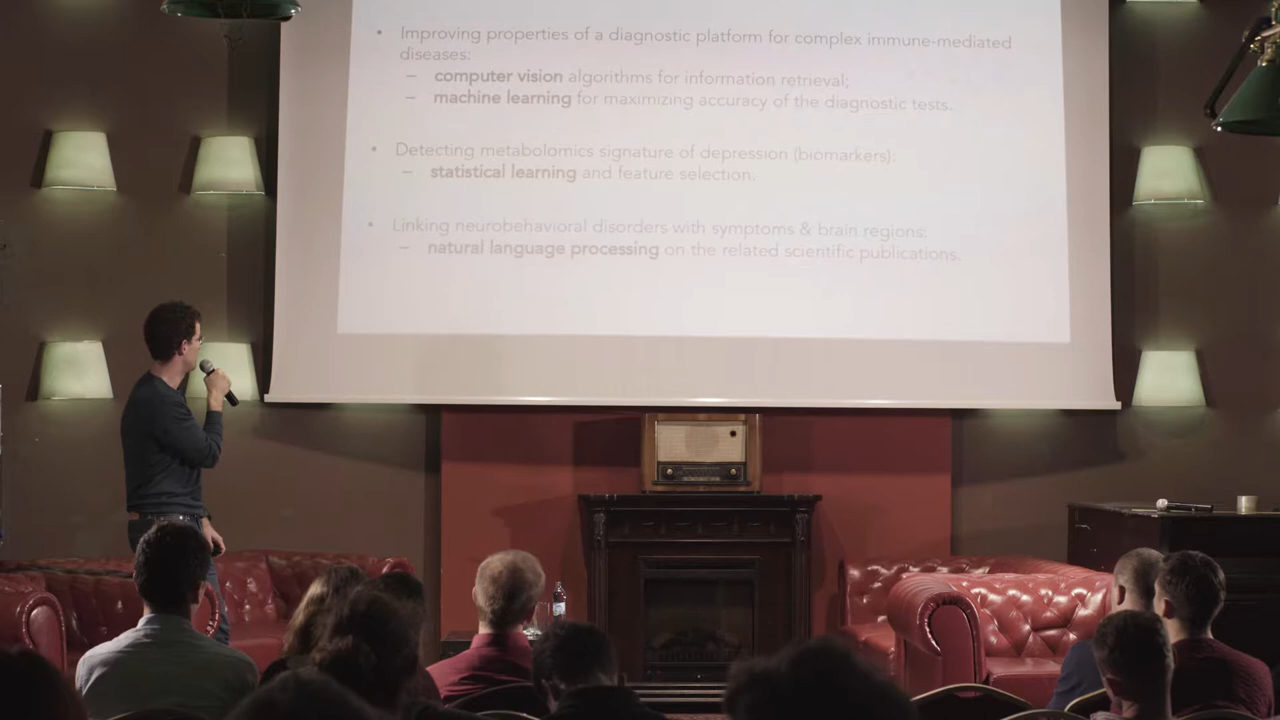 • Improving properties of a diagnostic platform for complex immune-mediated
diseases:
– computer vision algorithms for information retrieval;
– machine learning for maximizing accuracy of the diagnostic tests.
• Detecting metabolomics signature of depression (biomarkers):
– statistical learning and feature selection.
• Linking neurobehavioral disorders with symptoms & brain regions:
– natural language processing on the related scientific publications.